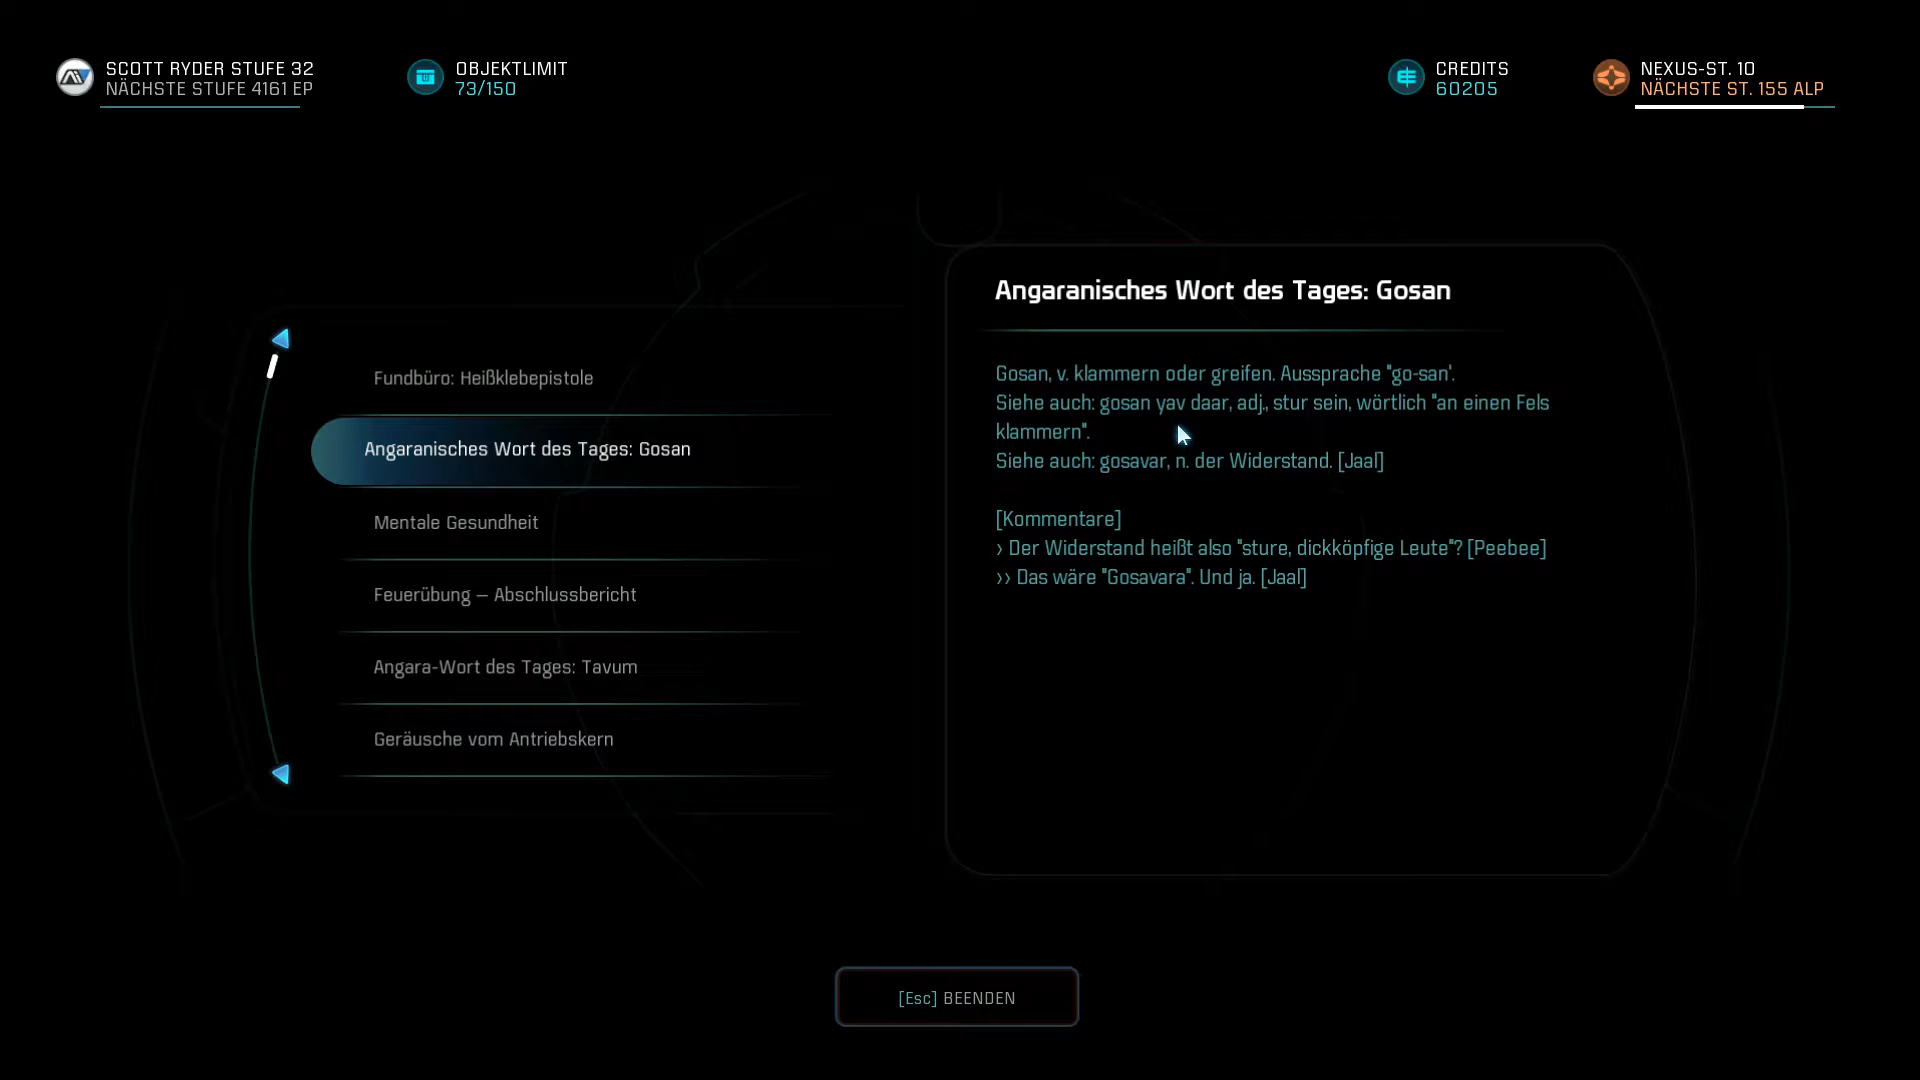 SCOTT RYDER STUFE 32
NÄCHSTE STUFE 4161 EP
OBJEKTLIMIT
73/150
CREDITS
60205
NEXUS-ST. 10
NÄCHSTE ST. 155 ALP
Fundbüro: Heißklebepistole
Angaranisches Wort des Tages: Gosan
Mentale Gesundheit
Feuerübung – Abschlussbericht
Angara-Wort des Tages: Tavum
Geräusche vom Antriebskern
Angaranisches Wort des Tages: Gosan
Gosan, v. klammern oder greifen. Aussprache "go-san'.
Siehe auch: gosan yav daar, adj., stur sein, wörtlich "an einen Fels
klammern".
Siehe auch: gosavar, n. der Widerstand. [Jaal]
[Kommentare]
› Der Widerstand heißt also "sture, dickköpfige Leute"? [Peebee]
›› Das wäre "Gosavara". Und ja. [Jaal]
[Esc] BEENDEN